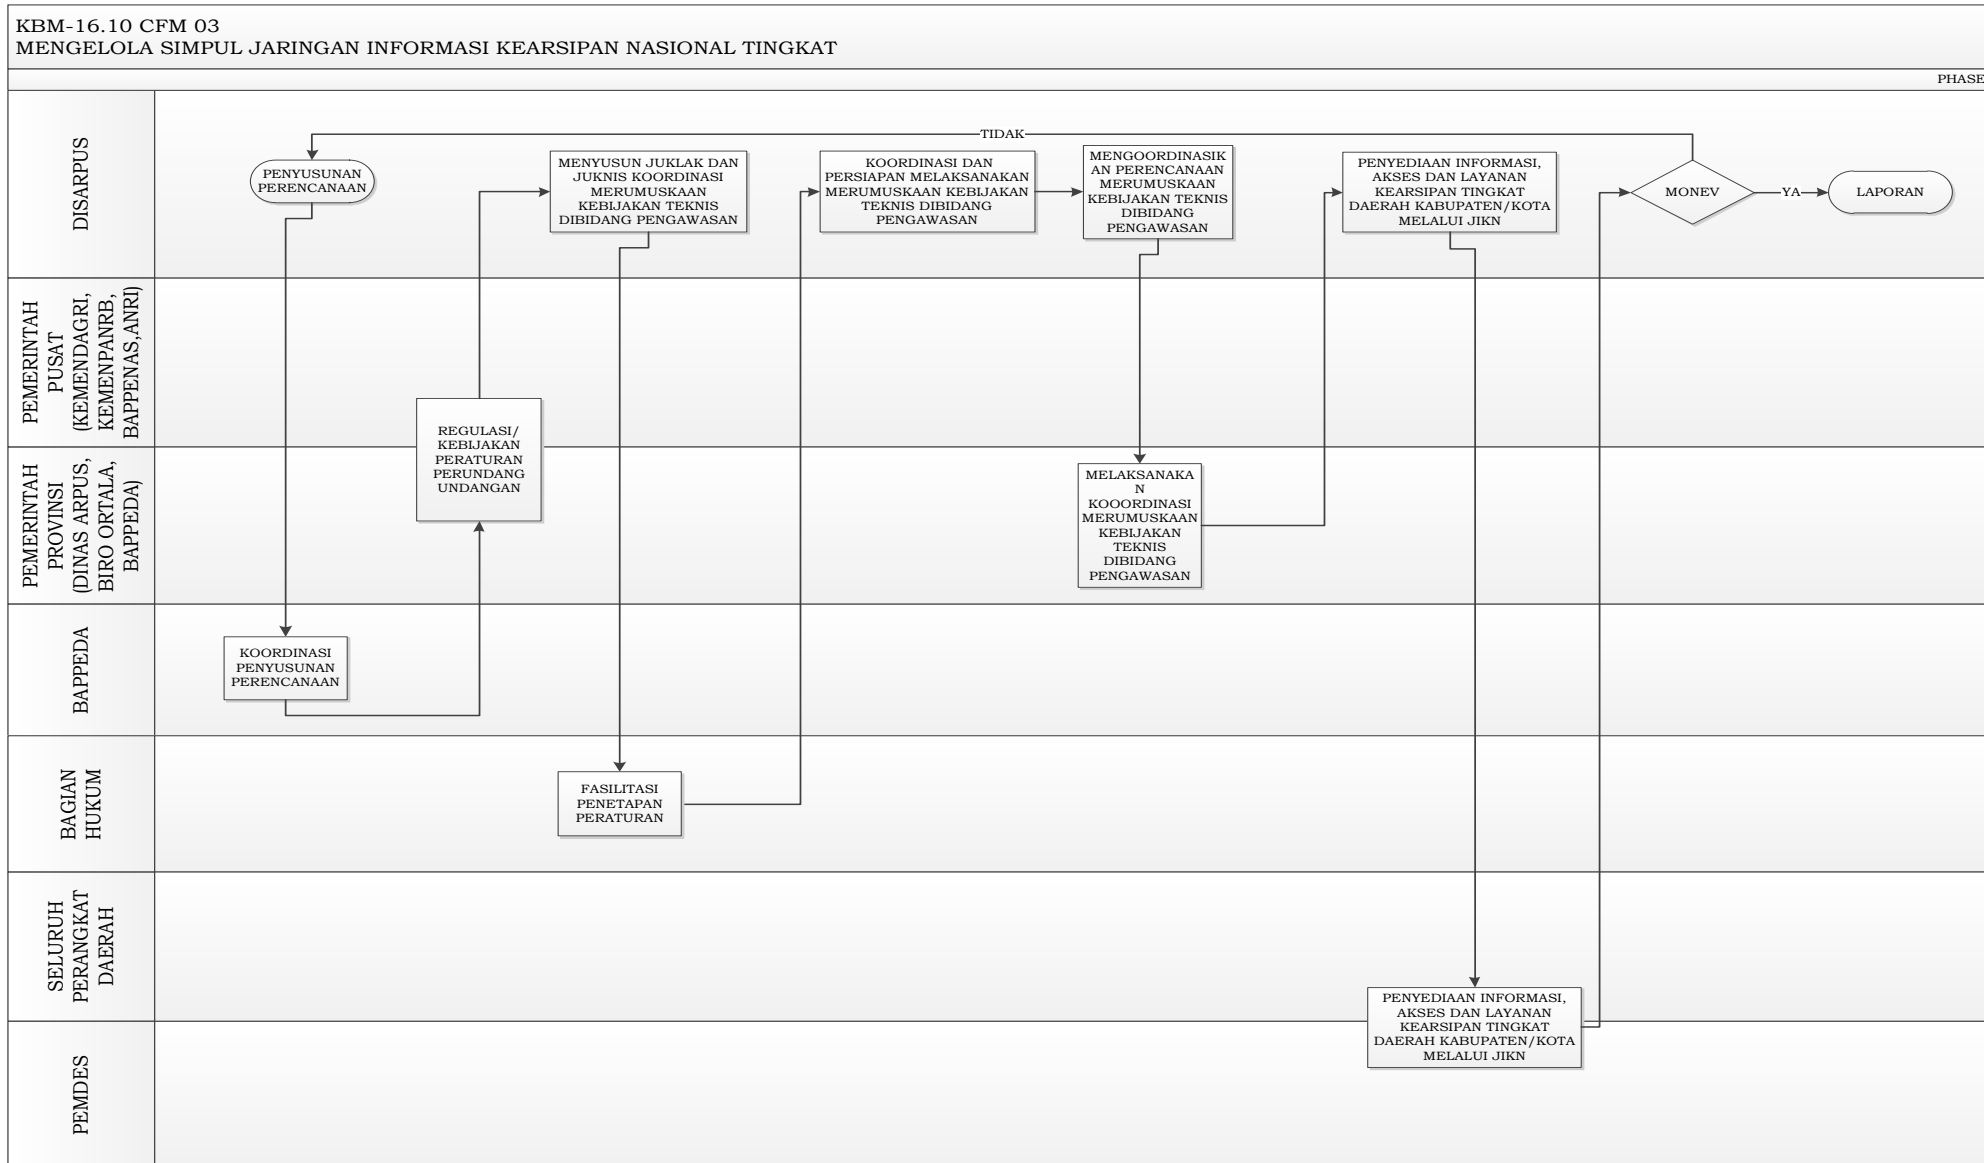 KBM-16.10 CFM 03
MENGELOLA SIMPUL JARINGAN INFORMASI KEARSIPAN NASIONAL TINGKAT
PHASE
DISARPUS
TIDAK
PENYUSUNAN
PERENCANAAN
MENYUSUN JUKLAK DAN
JUKNIS KOORDINASI
MERUMUSKAAN
KEBIJAKAN TEKNIS
DIBIDANG PENGAWASAN
KOORDINASI DAN
PERSIAPAN MELAKSANAKAN
MERUMUSKAAN KEBIJAKAN
TEKNIS DIBIDANG
PENGAWASAN
MENGOORDINASIK
AN PERENCANAAN
MERUMUSKAAN
KEBIJAKAN TEKNIS
DIBIDANG
PENGAWASAN
PENYEDIAAN INFORMASI,
AKSES DAN LAYANAN
KEARSIPAN TINGKAT
DAERAH KABUPATEN/KOTA
MELALUI JIKN
MONEV
YA
LAPORAN
PEMERINTAH
PUSAT
(KEMENDAGRI,
KEMENPANRB,
BAPPENAS,ANRI)
REGULASI/
KEBIJAKAN
PERATURAN
PERUNDANG
UNDANGAN
PEMERINTAH
PROVINSI
(DINAS ARPUS,
BIRO ORTALA,
BAPPEDA)
MELAKSANAKA
N
KOOORDINASI
MERUMUSKAAN
KEBIJAKAN
TEKNIS
DIBIDANG
PENGAWASAN
BAPPEDA
KOORDINASI
PENYUSUNAN
PERENCANAAN
BAGIAN
HUKUM
FASILITASI
PENETAPAN
PERATURAN
SELURUH
PERANGKAT
DAERAH
PENYEDIAAN INFORMASI,
AKSES DAN LAYANAN
KEARSIPAN TINGKAT
DAERAH KABUPATEN/KOTA
MELALUI JIKN
PEMDES